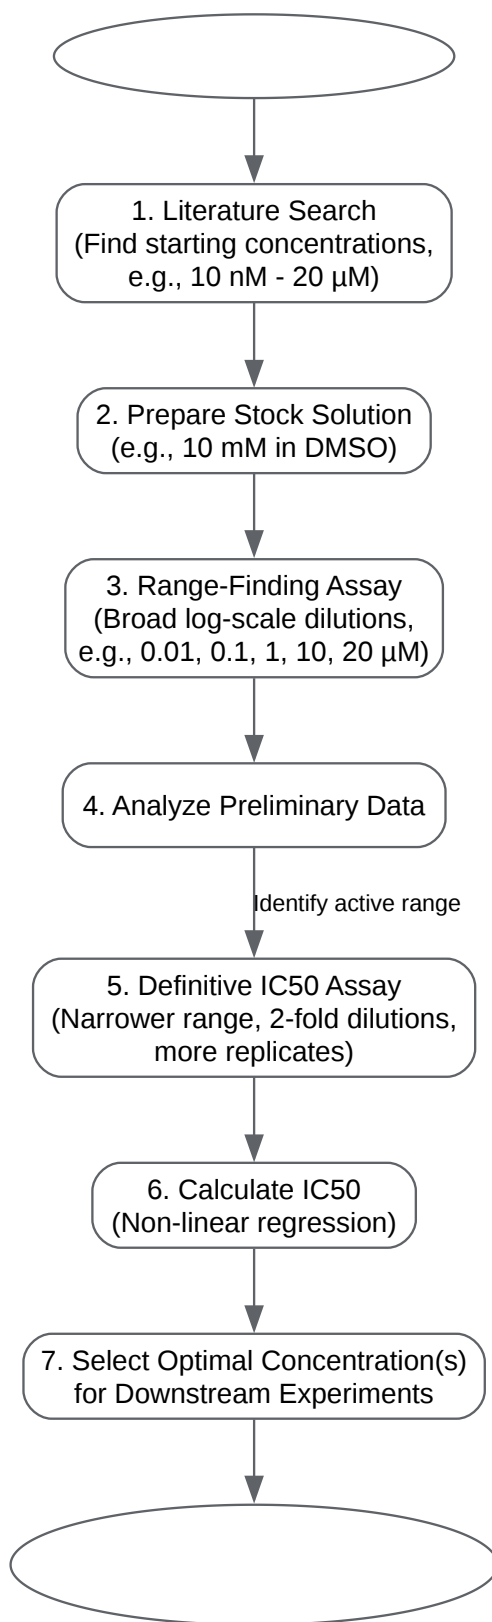 1. Literature Search
(Find starting concentrations,
e.g., 10 nM - 20 µM)
2. Prepare Stock Solution
(e.g., 10 mM in DMSO)
3. Range-Finding Assay
(Broad log-scale dilutions,
e.g., 0.01, 0.1, 1, 10, 20 µM)
4. Analyze Preliminary Data
Identify active range
5. Definitive IC50 Assay
(Narrower range, 2-fold dilutions,
more replicates)
6. Calculate IC50
(Non-linear regression)
7. Select Optimal Concentration(s)
for Downstream Experiments